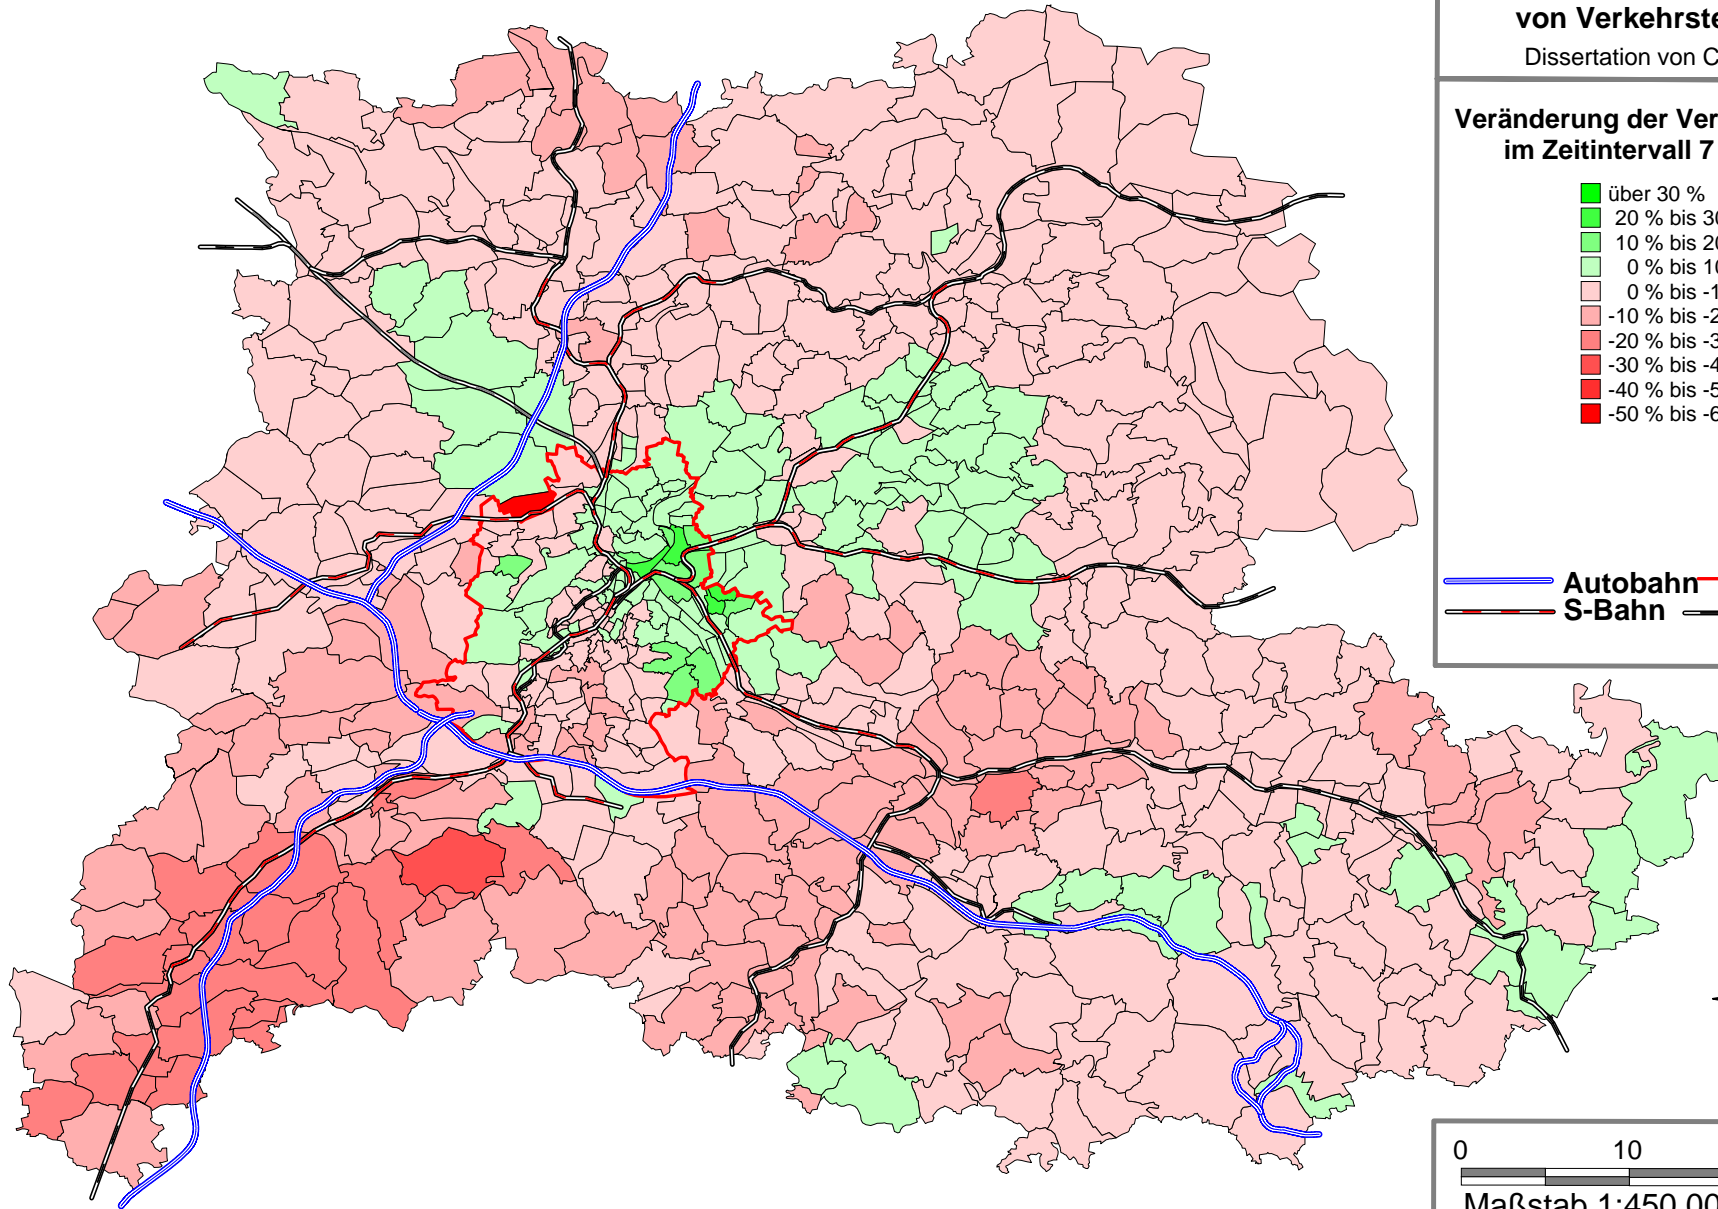 von Verkehrste
Dissertation von C
Veränderung der Ver
im Zeitintervall 7
über 30 %
20 % bis 30
10 % bis 20
0 % bis 10
0 % bis -1
-10 % bis -2
-20 % bis -3
-30 % bis -4
-40 % bis -5
-50 % bis -6
Autobahn
S-Bahn
0 10
Maßstab 1:450 00